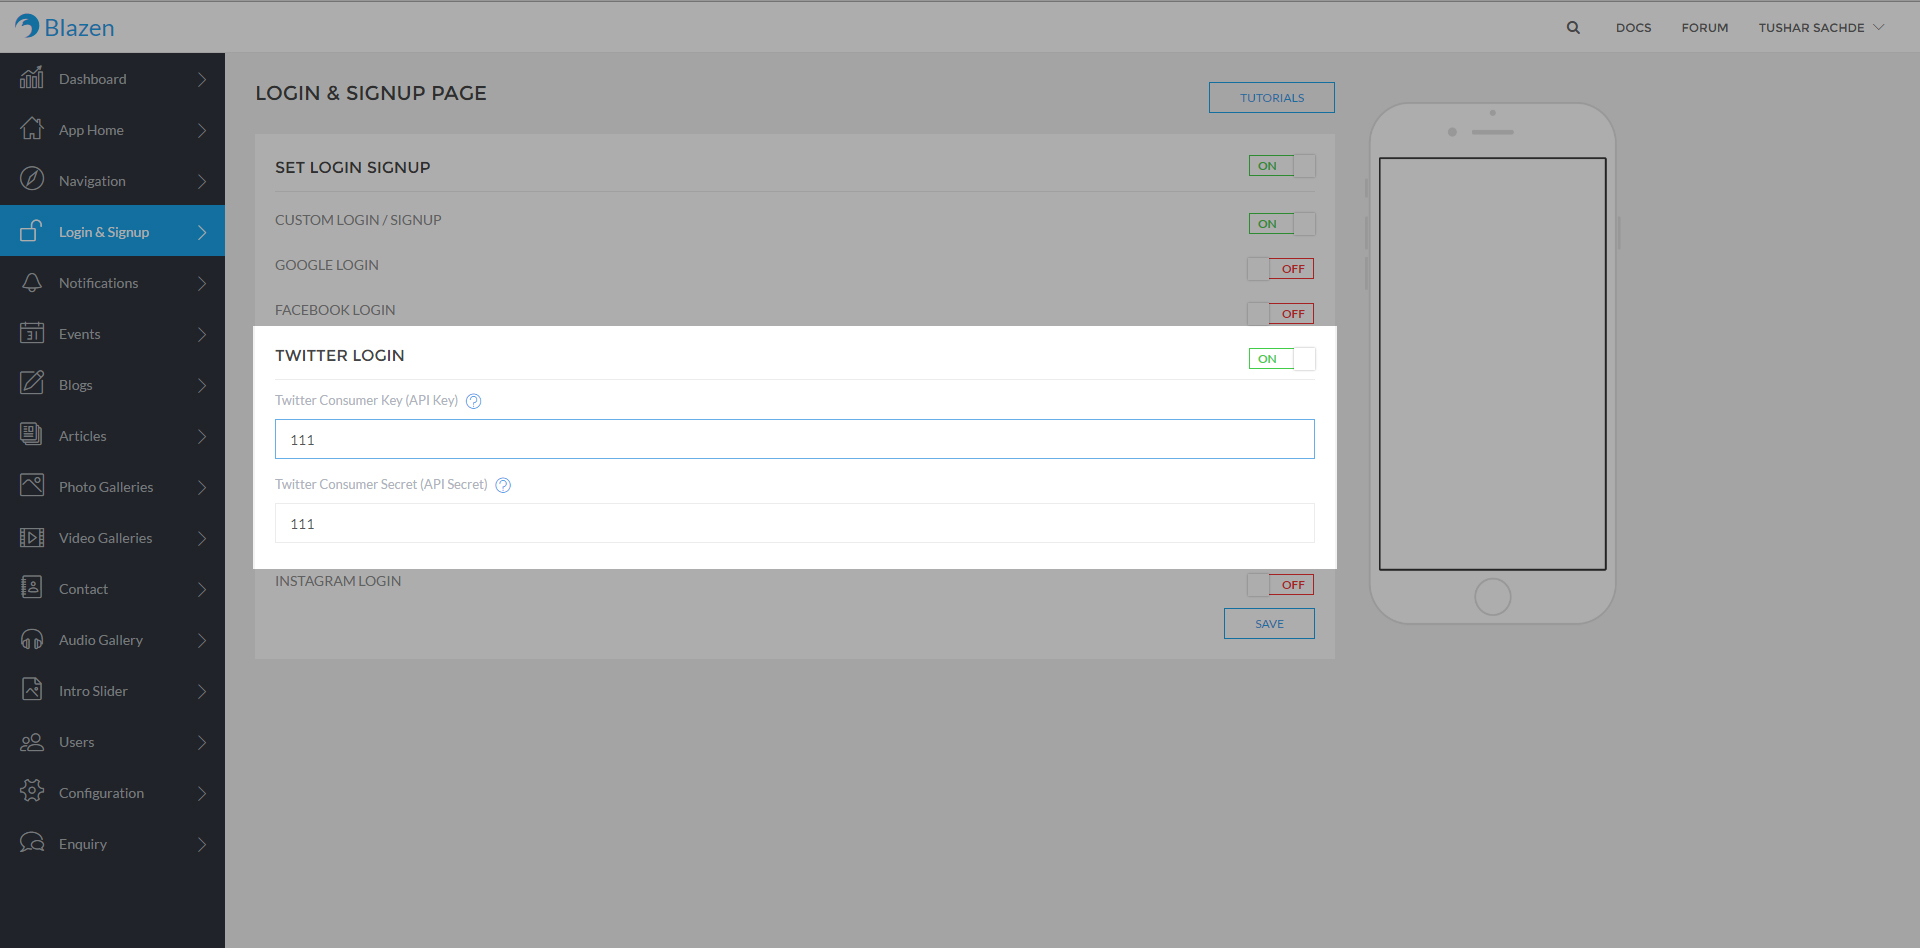 Blazen
DOCS FORUM TUSHAR SACHDE
Dashboard
App Home
Navigation
Login & Signup
Notifications
31 Events
Blogs
Articles
Photo Galleries
Video Galleries
Contact
Audio Gallery
Intro Slider
Users
Configuration
Enquiry
LOGIN & SIGNUP PAGE TUTORIALS
SET LOGIN SIGNUP ON
CUSTOM LOGIN / SIGNUP ON
GOOGLE LOGIN OFF
FACEBOOK LOGIN OFF
TWITTER LOGIN ON
Twitter Consumer Key (API Key) ?
111
Twitter Consumer Secret (API Secret) ?
111
INSTAGRAM LOGIN OFF
SAVE